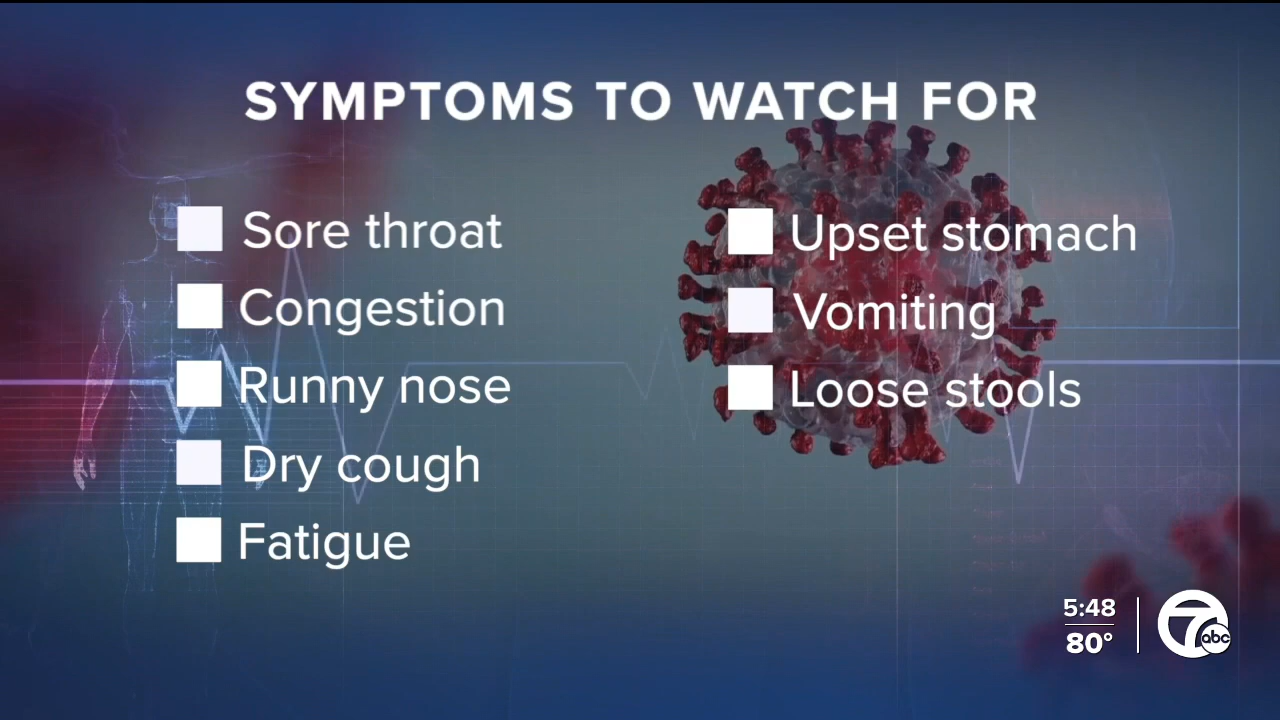 SYMPTOMS TO WATCH FOR
Sore throat
Congestion
Runny nose
Dry cough
Fatigue
Upset stomach
Vomiting
Loose stools
5:48
80°
7 abc